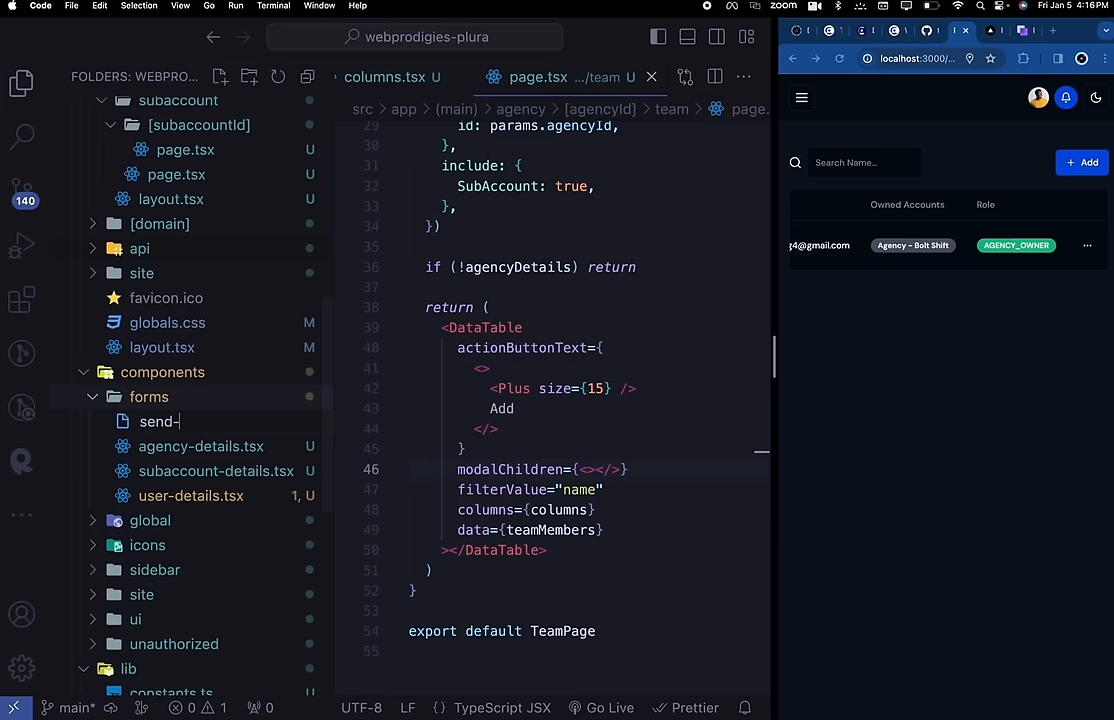 Code File Edit Selection View Go Run Terminal Window Help
zoom
Fri Jan 5 4:16 PM
webprodigies-plura
FOLDERS: WEBPRO...
subaccount
[subaccountId]
page.tsx U
page.tsx U
layout.tsx U
[domain]
api
site
favicon.ico
globals.css M
layout.tsx M
components
forms
send-
agency-details.tsx U
subaccount-details.tsx U
user-details.tsx 1, U
global
icons
sidebar
site
ui
unauthorized
lib
constants.ts U
140
columns.tsx U
page.tsx .../team U
src > app > (main) > agency > [agencyId] > team > page.
29 id: params.agencyId,
30 },
31 include: {
32 SubAccount: true,
33 },
34 })
35
36 if (!agencyDetails) return
37
38 return (
39 <DataTable
40 actionButtonText={
41 <>
42 <Plus size={15} />
43 Add
44 </>
45 }
46 modalChildren={<></>}
47 filterValue="name"
48 columns={columns}
49 data={teamMembers}
50 ></DataTable>
51 )
52 }
53
54 export default TeamPage
55
main* 0 1 0 UTF-8 LF {} TypeScript JSX Go Live Prettier
localhost:3000/...
Search Name...
+ Add
Owned Accounts Role
g4@gmail.com Agency - Bolt Shift AGENCY_OWNER ...